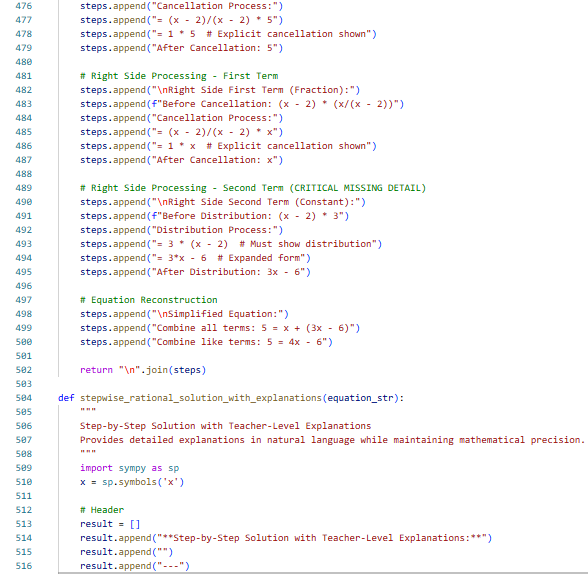 476 steps.append("Cancellation Process:")
477 steps.append("= (x - 2)/(x - 2) * 5")
478 steps.append("= 1 * 5  # Explicit cancellation shown")
479 steps.append("After Cancellation: 5")
480
481 # Right Side Processing - First Term
482 steps.append("\nRight Side First Term (Fraction):")
483 steps.append(f"Before Cancellation: (x - 2) * (x/(x - 2))")
484 steps.append("Cancellation Process:")
485 steps.append("= (x - 2)/(x - 2) * x")
486 steps.append("= 1 * x  # Explicit cancellation shown")
487 steps.append("After Cancellation: x")
488
489 # Right Side Processing - Second Term (CRITICAL MISSING DETAIL)
490 steps.append("\nRight Side Second Term (Constant):")
491 steps.append(f"Before Distribution: (x - 2) * 3")
492 steps.append("Distribution Process:")
493 steps.append("= 3 * (x - 2)  # Must show distribution")
494 steps.append("= 3*x - 6  # Expanded form")
495 steps.append("After Distribution: 3x - 6")
496
497 # Equation Reconstruction
498 steps.append("\nSimplified Equation:")
499 steps.append("Combine all terms: 5 = x + (3x - 6)")
500 steps.append("Combine like terms: 5 = 4x - 6")
501
502 return "\n".join(steps)
503
504 def stepwise_rational_solution_with_explanations(equation_str):
505 """
506 Step-by-Step Solution with Teacher-Level Explanations
507 Provides detailed explanations in natural language while maintaining mathematical precision.
508 """
509 import sympy as sp
510 x = sp.symbols('x')
511
512 # Header
513 result = []
514 result.append("**Step-by-Step Solution with Teacher-Level Explanations:**")
515 result.append("")
516 result.append("---")